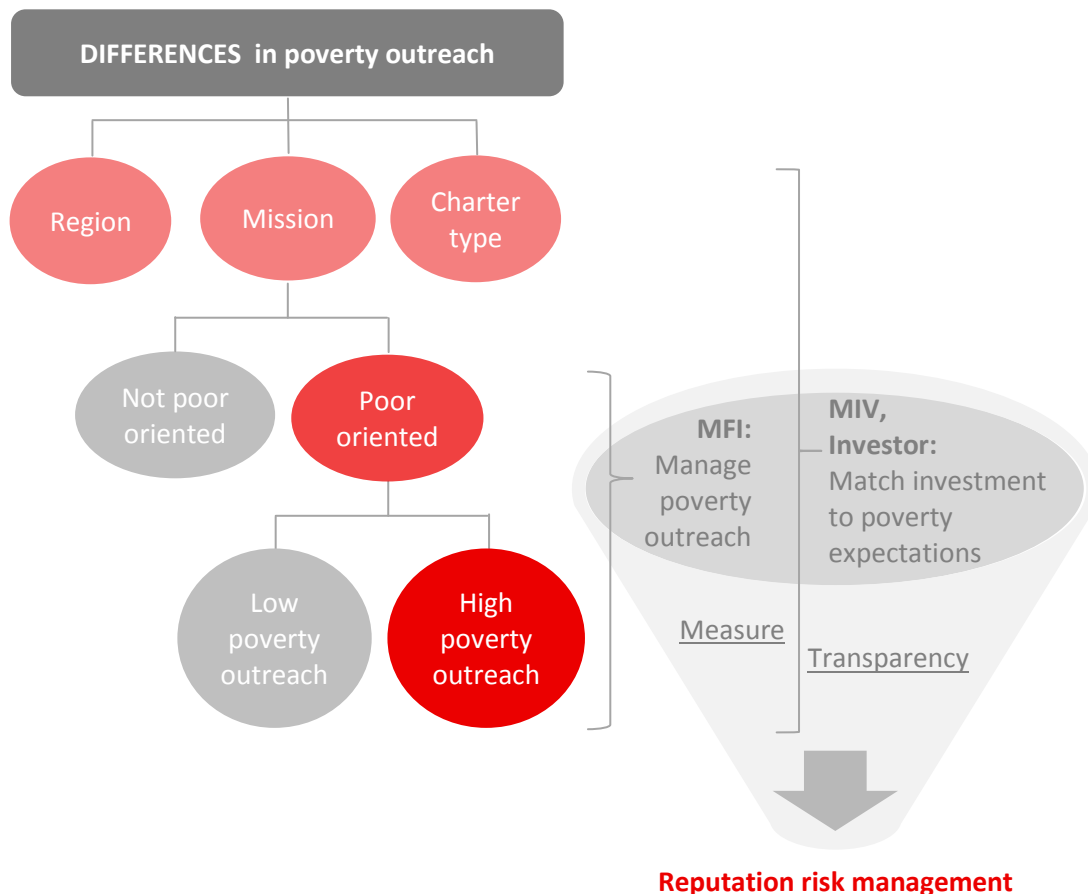 DIFFERENCES in poverty outreach
Region
Mission
Charter
type
Not poor
oriented
Poor
oriented
Low
poverty
outreach
High
poverty
outreach
MFI:
Manage
poverty
outreach
MIV,
Investor:
Match investment
to poverty
expectations
Measure
Transparency
Reputation risk management